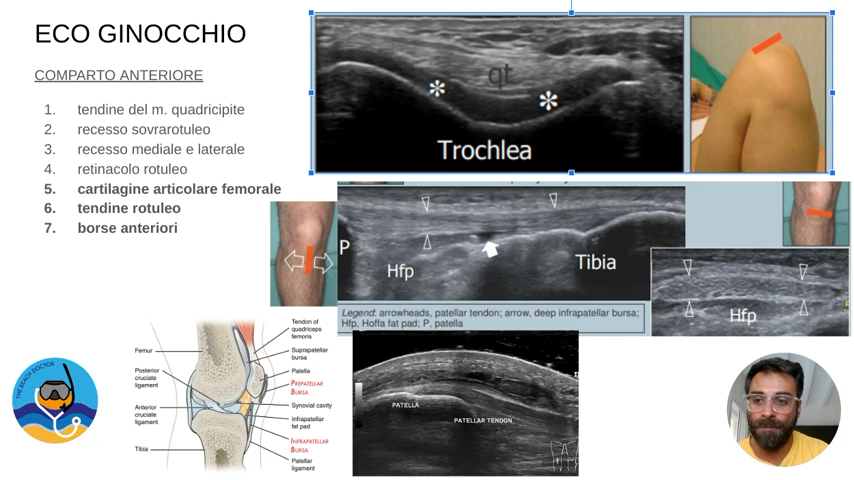 ECO GINOCCHIO
COMPARTO ANTERIORE
1. tendine del m. quadricipite
2. recesso sovrarotuleo
3. recesso mediale e laterale
4. retinacolo rotuleo
5. cartilagine articolare femorale
6. tendine rotuleo
7. borse anteriori
qt
*
*
Trochlea
P
Hfp
Tibia
Hfp
Legend: arrowheads, patellar tendon; arrow, deep infrapatellar bursa;
Hfp, Hoffa fat pad; P, patella
Femur
Posterior
cruciate
ligament
Anterior
cruciate
ligament
Tibia
Tendon of
quadriceps
femoris
Suprapatellar
bursa
Patella
PREPATELLAR
BURSA
Synovial cavity
Infrapatellar
fat pad
INFRAPATELLAR
BURSA
Patellar
ligament
PATELLA
PATELLAR TENDON
THE BEACH DOCTOR